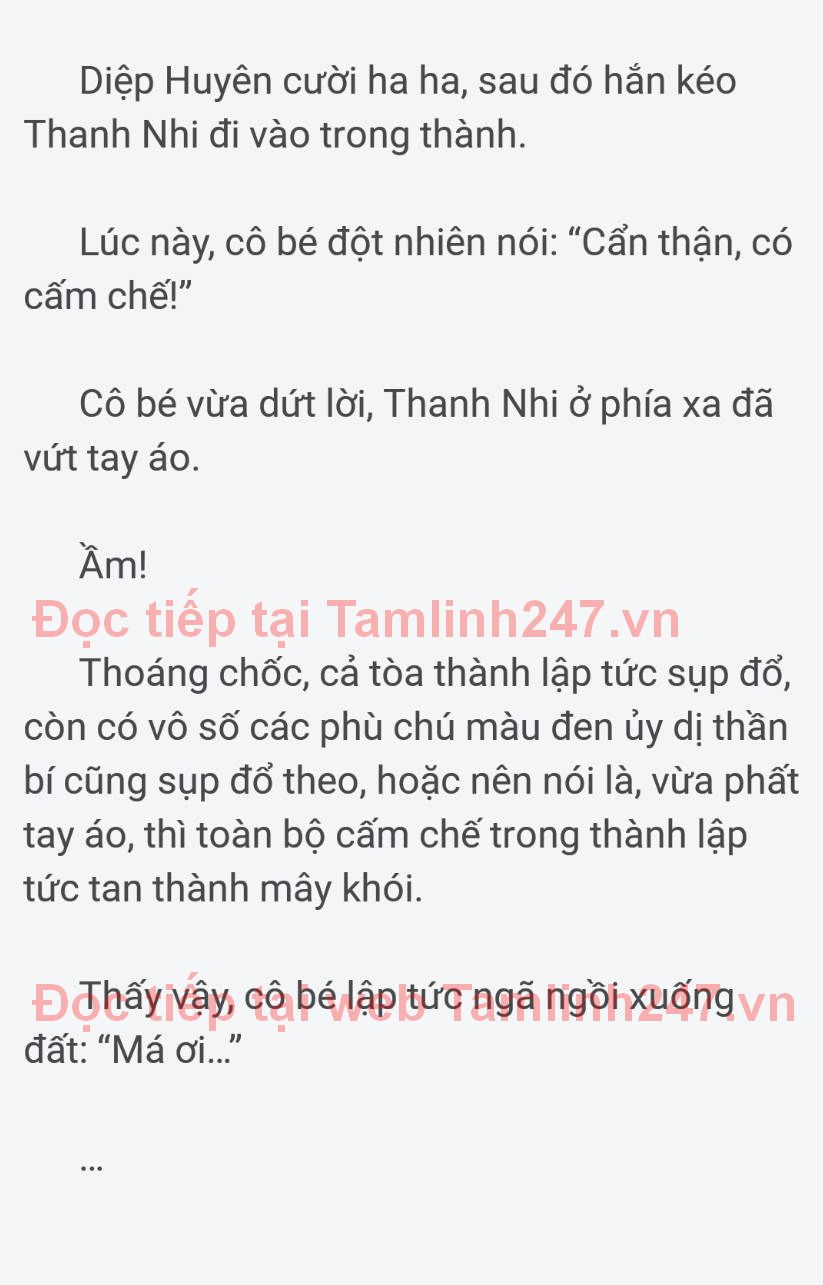 Diệp Huyên cười ha ha, sau đó hắn kéo
Thanh Nhi đi vào trong thành.
Lúc này, cô bé đột nhiên nói: “Cẩn thận, có
cấm chế!”
Cô bé vừa dứt lời, Thanh Nhi ở phía xa đã
vứt tay áo.
Ầm!
Đọc tiếp tại Tamlinh247.vn
Thoáng chốc, cả tòa thành lập tức sụp đổ,
còn có vô số các phù chú màu đen ủy dị thần
bí cũng sụp đổ theo, hoặc nên nói là, vừa phất
tay áo, thì toàn bộ cấm chế trong thành lập
tức tan thành mây khói.
Thấy vậy, cô bé lập tức ngã ngồi xuống
Đọc tiếp tại web Tamlinh247.vn
đất: “Má ơi…”
…